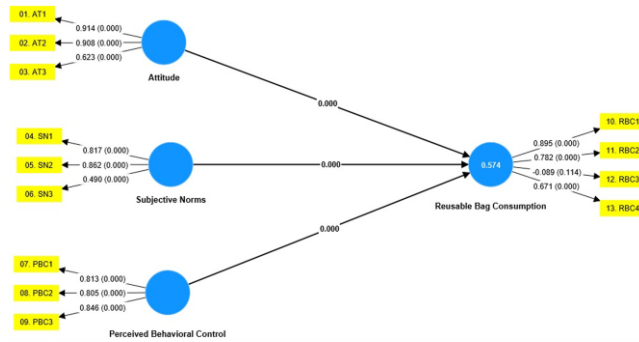 01. AT1
0.914 (0.000)
02. AT2
0.908 (0.000)
0.623 (0.000)
03. AT3
Attitude
0.000
04. SN1
0.817 (0.000)
05. SN2
0.862 (0.000)
0.490 (0.000)
06. SN3
Subjective Norms
0.000
07. PBC1
0.813 (0.000)
08. PBC2
0.805 (0.000)
0.846 (0.000)
09. PBC3
Perceived Behavioral Control
0.000
0.574
Reusable Bag Consumption
10. RBC1
0.895 (0.000)
11. RBC2
0.782 (0.000)
-0.089 (0.114)
12. RBC3
0.671 (0.000)
13. RBC4